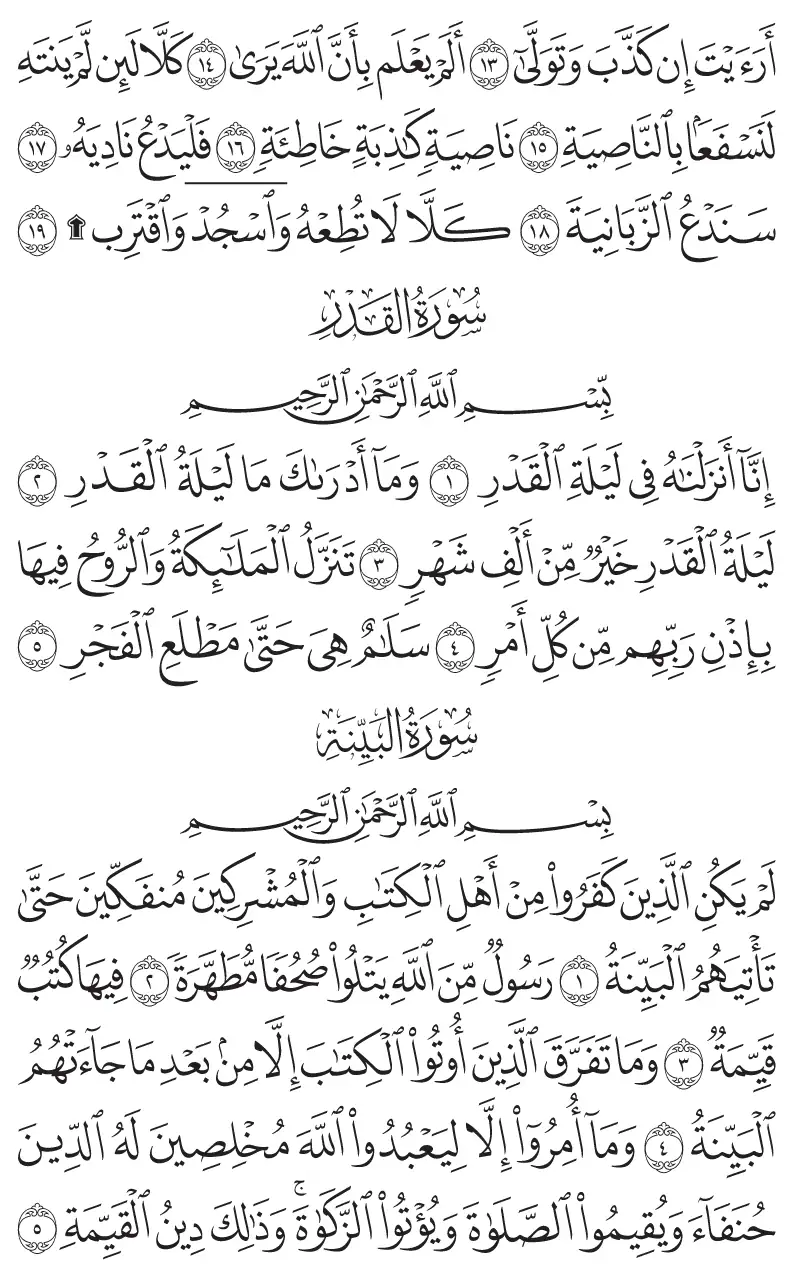 أَرَءَيۡتَ إِن كَذَّبَ وَتَوَلَّىٰٓ ١٣ أَلَمۡ يَعۡلَم بِأَنَّ ٱللَّهَ يَرَىٰ ١٤ كَلَّا لَئِن لَّمۡ يَنتَهِ
لَنَسۡفَعَۢا بِٱلنَّاصِيَةِ ١٥ نَاصِيَةٖ كَٰذِبَةٍ خَاطِئَةٖ ١٦ فَلۡيَدۡعُ نَادِيَهُۥ ١٧
سَنَدۡعُ ٱلزَّبَانِيَةَ ١٨ كَلَّا لَا تُطِعۡهُ وَٱسۡجُدۡۤ وَٱقۡتَرِب ۩ ١٩
سُورَةُ القَدۡرِ
بِّسۡمِ ٱللَّهِ ٱلرَّحۡمَٰنِ ٱلرَّحِيمِ
إِنَّآ أَنزَلۡنَٰهُ فِي لَيۡلَةِ ٱلۡقَدۡرِ ١ وَمَآ أَدۡرَىٰكَ مَا لَيۡلَةُ ٱلۡقَدۡرِ ٢
لَيۡلَةُ ٱلۡقَدۡرِ خَيۡرٞ مِّنۡ أَلۡفِ شَهۡرٖ ٣ تَنَزَّلُ ٱلۡمَلَٰٓئِكَةُ وَٱلرُّوحُ فِيهَا
بِإِذۡنِ رَبِّهِم مِّن كُلِّ أَمۡرٖ ٤ سَلَٰمٌ هِيَ حَتَّىٰ مَطۡلَعِ ٱلۡفَجۡرِ ٥
سُورَةُ البَيِّنَةِ
بِسۡمِ ٱللَّهِ ٱلرَّحۡمَٰنِ ٱلرَّحِيمِ
لَمۡ يَكُنِ ٱلَّذِينَ كَفَرُواْ مِنۡ أَهۡلِ ٱلۡكِتَٰبِ وَٱلۡمُشۡرِكِينَ مُنفَكِّينَ حَتَّىٰ
تَأۡتِيَهُمُ ٱلۡبَيِّنَةُ ١ رَسُولٞ مِّنَ ٱللَّهِ يَتۡلُواْ صُحُفٗا مُّطَهَّرَةٗ ٢ فِيهَا كُتُبٞ
قَيِّمَةٞ ٣ وَمَا تَفَرَّقَ ٱلَّذِينَ أُوتُواْ ٱلۡكِتَٰبَ إِلَّا مِنۢ بَعۡدِ مَا جَآءَتۡهُمُ
ٱلۡبَيِّنَةُ ٤ وَمَآ أُمِرُوٓاْ إِلَّا لِيَعۡبُدُواْ ٱللَّهَ مُخۡلِصِينَ لَهُ ٱلدِّينَ
حُنَفَآءَ وَيُقِيمُواْ ٱلصَّلَوٰةَ وَيُؤۡتُواْ ٱلزَّكَوٰةَۚ وَذَٰلِكَ دِينُ ٱلۡقَيِّمَةِ ٥